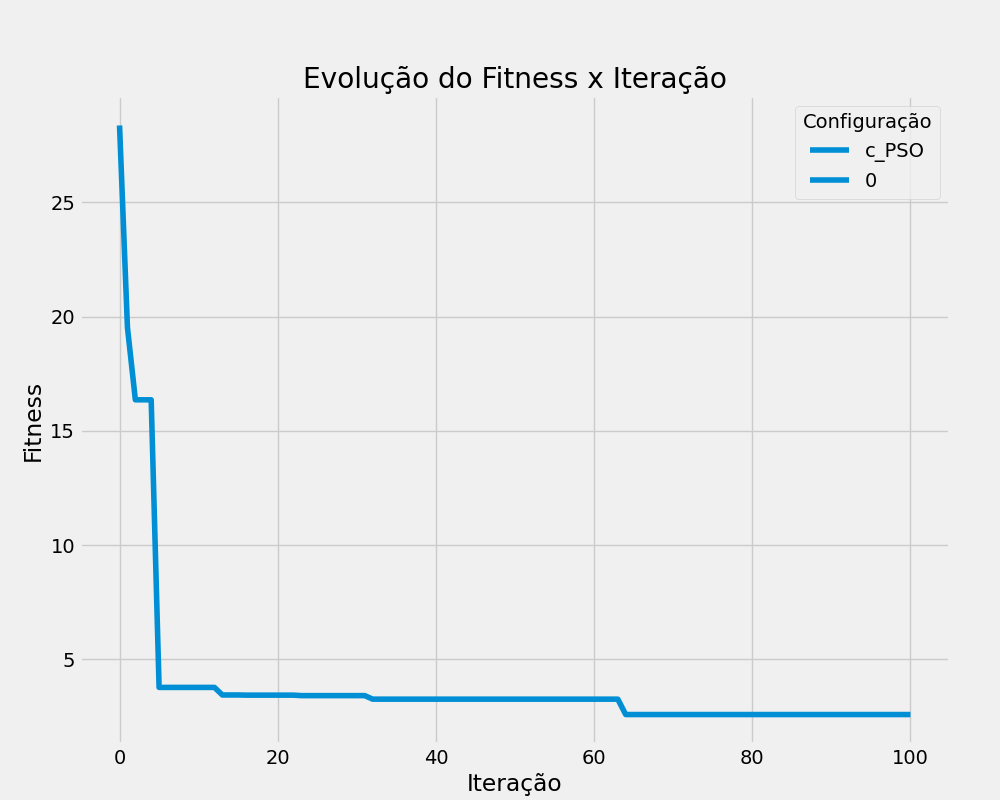 Evolução do Fitness x Iteração
Configuração
c_PSO
0
Fitness
25
20
15
10
5
0 20 40 60 80 100
Iteração